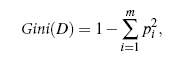 Gini(D) = 1 − ∑_{i=1}^{m} p_i^2,